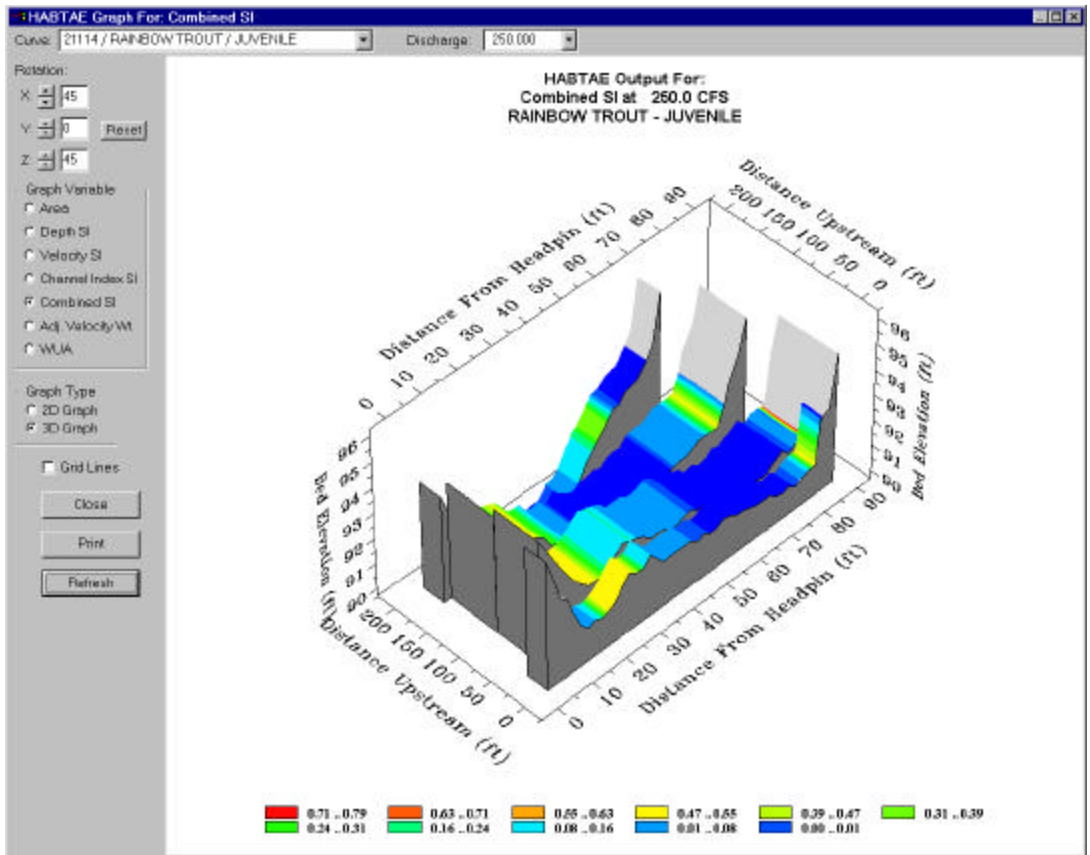 HABTAE Graph For: Combined SI
Curve: 21114 / RAINBOW TROUT / JUVENILE Discharge: 250.000
Rotation:
X: 45
Y: 0 Reset
Z: 45
Graph Variable
Area
Depth SI
Velocity SI
Channel Index SI
Combined SI
Adj. Velocity Wt
WUA
Graph Type
2D Graph
3D Graph
Grid Lines
Close
Print
Refresh
HABTAE Output For:
Combined SI at 250.0 CFS
RAINBOW TROUT - JUVENILE
Distance From Headpin (ft)
0 10 20 30 40 50 60 70 80 90
Distance Upstream (ft)
200 150 100 50 0
Bed Elevation (ft)
96 95 94 93 92 91 90
Bed Elevation (ft)
96 95 94 93 92 91 90
Distance Upstream (ft)
200 150 100 50 0
Distance From Headpin (ft)
0 10 20 30 40 50 60 70 80 90
0.71 .. 0.79 0.63 .. 0.71 0.55 .. 0.63 0.47 .. 0.55 0.39 .. 0.47 0.31 .. 0.39
0.24 .. 0.31 0.16 .. 0.24 0.08 .. 0.16 0.01 .. 0.08 0.00 .. 0.01